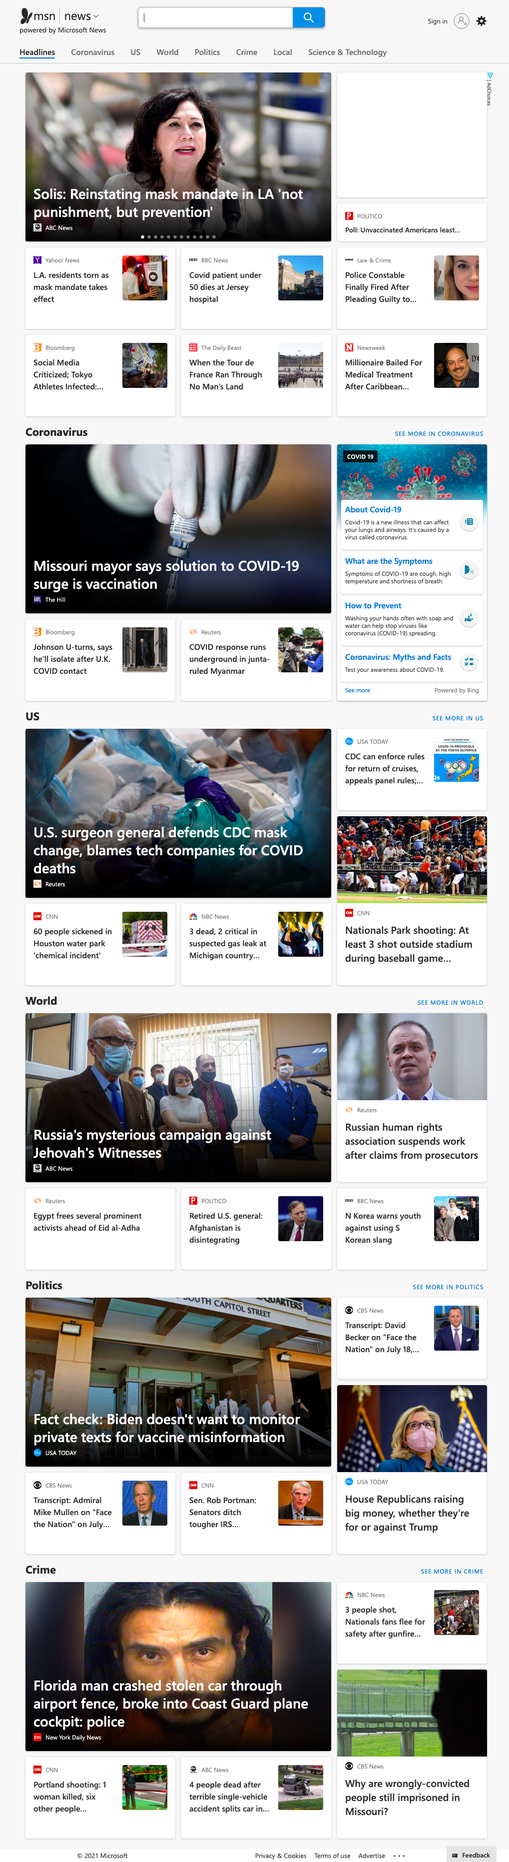 msn | news
powered by Microsoft News
Sign in
Headlines Coronavirus US World Politics Crime Local Science & Technology
Solis: Reinstating mask mandate in LA 'not
punishment, but prevention'
ABC News
AdChoices
POLITICO
Poll: Unvaccinated Americans least...
Yahoo! News
L.A. residents torn as
mask mandate takes
effect
BBC News
Covid patient under
50 dies at Jersey
hospital
Law & Crime
Police Constable
Finally Fired After
Pleading Guilty to...
Bloomberg
Social Media
Criticized; Tokyo
Athletes Infected:...
The Daily Beast
When the Tour de
France Ran Through
No Man's Land
Newsweek
Millionaire Bailed For
Medical Treatment
After Caribbean...
Coronavirus
SEE MORE IN CORONAVIRUS
Missouri mayor says solution to COVID-19
surge is vaccination
The Hill
COVID 19
About Covid-19
Covid-19 is a new illness that can affect
your lungs and airways. It's caused by a
virus called coronavirus.
What are the Symptoms
Symptoms of COVID-19 are cough, high
temperature and shortness of breath.
How to Prevent
Washing your hands often with soap and
water can help stop viruses like
coronavirus (COVID-19) spreading.
Coronavirus: Myths and Facts
Test your awareness about COVID-19.
See more
Powered by Bing
Bloomberg
Johnson U-turns, says
he'll isolate after U.K.
COVID contact
Reuters
COVID response runs
underground in junta-
ruled Myanmar
US
SEE MORE IN US
U.S. surgeon general defends CDC mask
change, blames tech companies for COVID
deaths
Reuters
USA TODAY
CDC can enforce rules
for return of cruises,
appeals panel rules;...
COVID-19 PROTOCOLS
AT THE TOKYO OLYMPICS
CNN
Nationals Park shooting: At
least 3 shot outside stadium
during baseball game...
CNN
60 people sickened in
Houston water park
'chemical incident'
NBC News
3 dead, 2 critical in
suspected gas leak at
Michigan country...
World
SEE MORE IN WORLD
Russia's mysterious campaign against
Jehovah's Witnesses
ABC News
Reuters
Russian human rights
association suspends work
after claims from prosecutors
Reuters
Egypt frees several prominent
activists ahead of Eid al-Adha
POLITICO
Retired U.S. general:
Afghanistan is
disintegrating
BBC News
N Korea warns youth
against using S
Korean slang
Politics
SEE MORE IN POLITICS
SOUTH CAPITOL STREET
Fact check: Biden doesn't want to monitor
private texts for vaccine misinformation
USA TODAY
CBS News
Transcript: David
Becker on "Face the
Nation" on July 18,...
USA TODAY
House Republicans raising
big money, whether they're
for or against Trump
CBS News
Transcript: Admiral
Mike Mullen on "Face
the Nation" on July...
CNN
Sen. Rob Portman:
Senators ditch
tougher IRS...
Crime
SEE MORE IN CRIME
Florida man crashed stolen car through
airport fence, broke into Coast Guard plane
cockpit: police
New York Daily News
NBC News
3 people shot,
Nationals fans flee for
safety after gunfire...
CBS News
Why are wrongly-convicted
people still imprisoned in
Missouri?
CNN
Portland shooting: 1
woman killed, six
other people...
ABC News
4 people dead after
terrible single-vehicle
accident splits car in...
© 2021 Microsoft
Privacy & Cookies Terms of use Advertise
Feedback